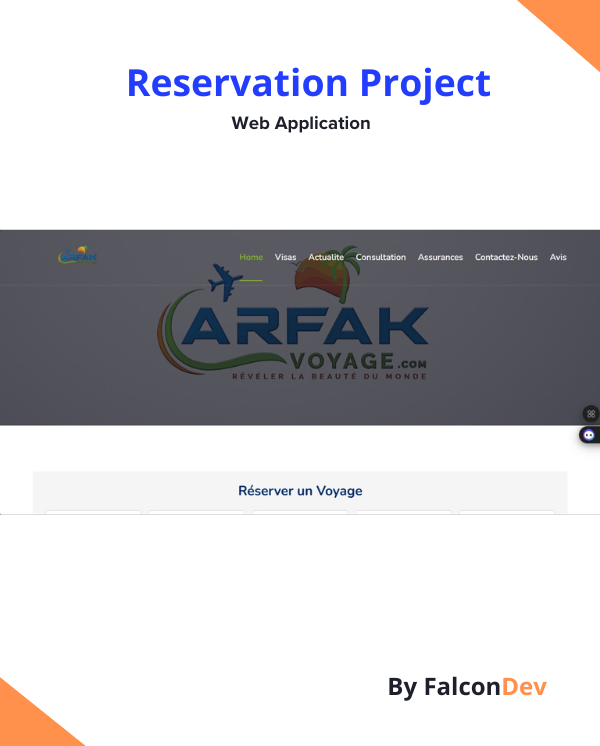 Reservation Project
Web Application
ARFAK
Home Visas Actualite Consultation Assurances Contactez-Nous Avis
ARFAK
VOYAGE.COM
RÉVÉLER LA BEAUTÉ DU MONDE
Réserver un Voyage
By FalconDev